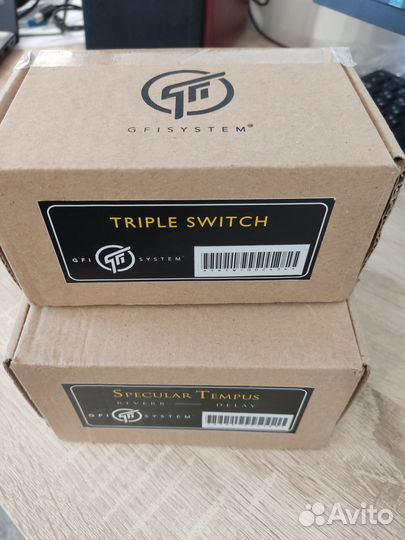 GFISYSTEM®
TRIPLE SWITCH
GFI SYSTEM
SPECULAR TEMPUS
REVERB — DELAY
GFI SYSTEM
Avito